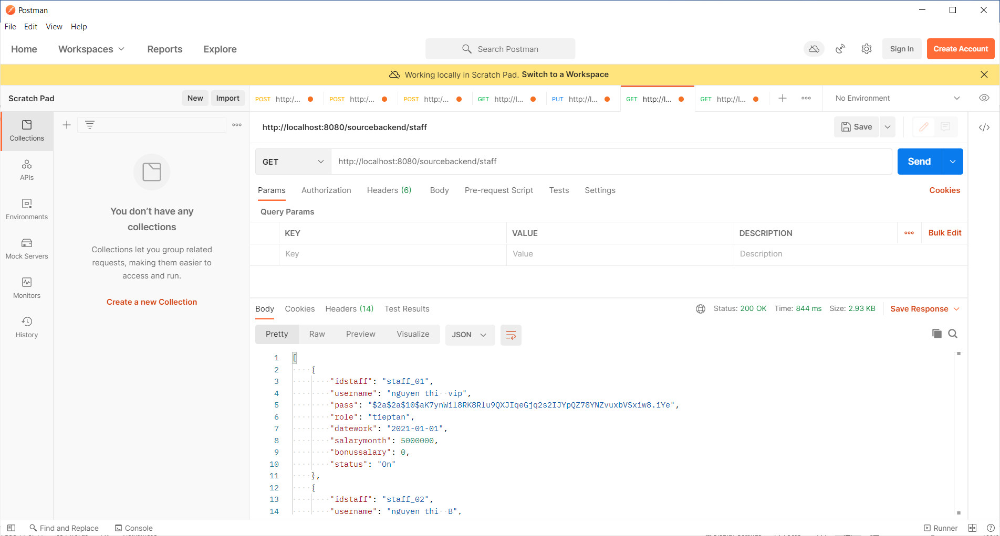 Postman
File Edit View Help
Home Workspaces Reports Explore Search Postman Sign In Create Account
Working locally in Scratch Pad. Switch to a Workspace
Scratch Pad New Import POST http:/... POST http:/... POST http:/... GET http://l... PUT http://l... GET http://l... GET http://l... No Environment
Collections
APIs
Environments
Mock Servers
Monitors
History
You don't have any
collections
Collections let you group related
requests, making them easier to
access and run.
Create a new Collection
http://localhost:8080/sourcebackend/staff Save
GET http://localhost:8080/sourcebackend/staff Send
Params Authorization Headers (6) Body Pre-request Script Tests Settings Cookies
Query Params
KEY VALUE DESCRIPTION Bulk Edit
Key Value Description
Body Cookies Headers (14) Test Results Status: 200 OK Time: 844 ms Size: 2.93 KB Save Response
Pretty Raw Preview Visualize JSON
1 [
2 {
3 "idstaff": "staff_01",
4 "username": "nguyen thi  vip",
5 "pass": "$2a$2a$10$aK7ynWil8RK8Rlu9QXJIqeGjq2s2IJYpQZ78YNZvuxbVSxiw8.iYe",
6 "role": "tieptan",
7 "datework": "2021-01-01",
8 "salarymonth": 5000000,
9 "bonussalary": 0,
10 "status": "On"
11 },
12 {
13 "idstaff": "staff_02",
14 "username": "nguyen thi  B",
Find and Replace Console Runner